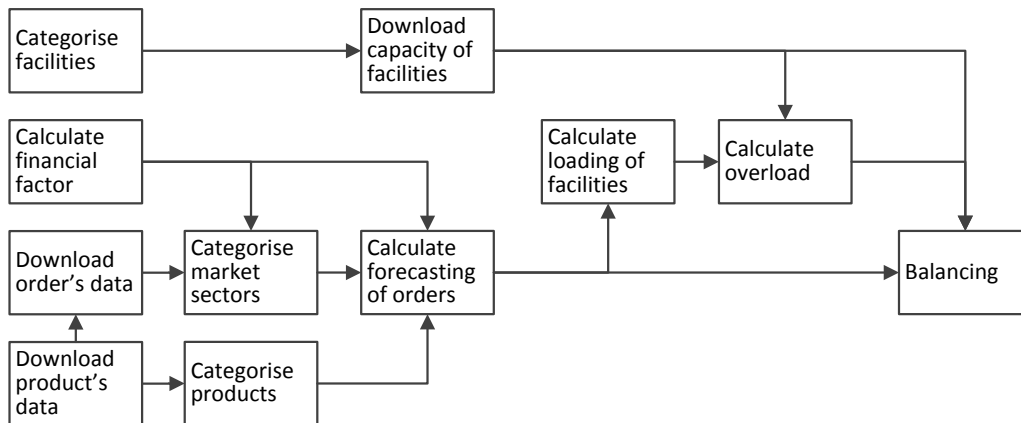 Categorise
facilities
Download
capacity of
facilities
Calculate
financial
factor
Calculate
loading of
facilities
Calculate
overload
Download
order's data
Categorise
market
sectors
Calculate
forecasting
of orders
Balancing
Download
product's
data
Categorise
products